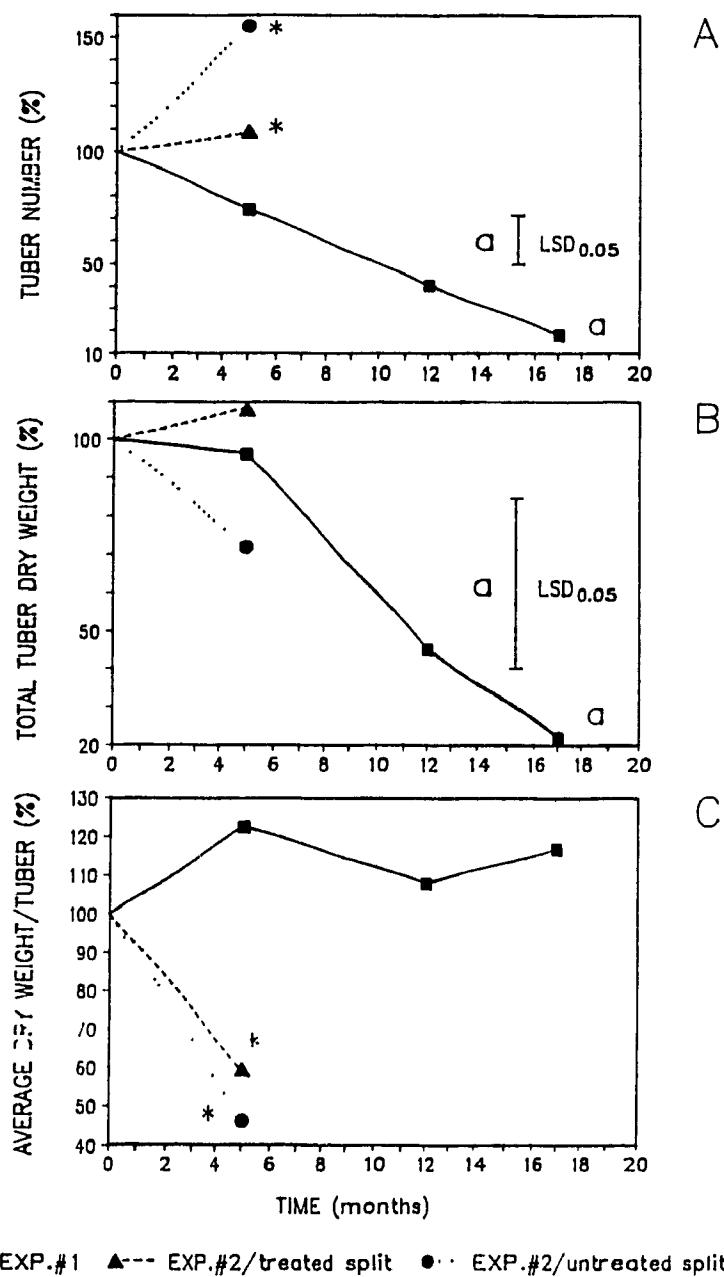 A
TUBER NUMBER (%)
150
*
*
100
a
LSD0.05
50
a
10
0 2 4 6 8 10 12 14 16 18 20
B
TOTAL TUBER DRY WEIGHT (%)
100
a
LSD0.05
50
a
20
0 2 4 6 8 10 12 14 16 18 20
C
AVERAGE DRY WEIGHT/TUBER (%)
130
120
110
100
90
80
70
60
50
*
*
40
0 2 4 6 8 10 12 14 16 18 20
TIME (months)
EXP.#1 EXP.#2/treated split EXP.#2/untreated split